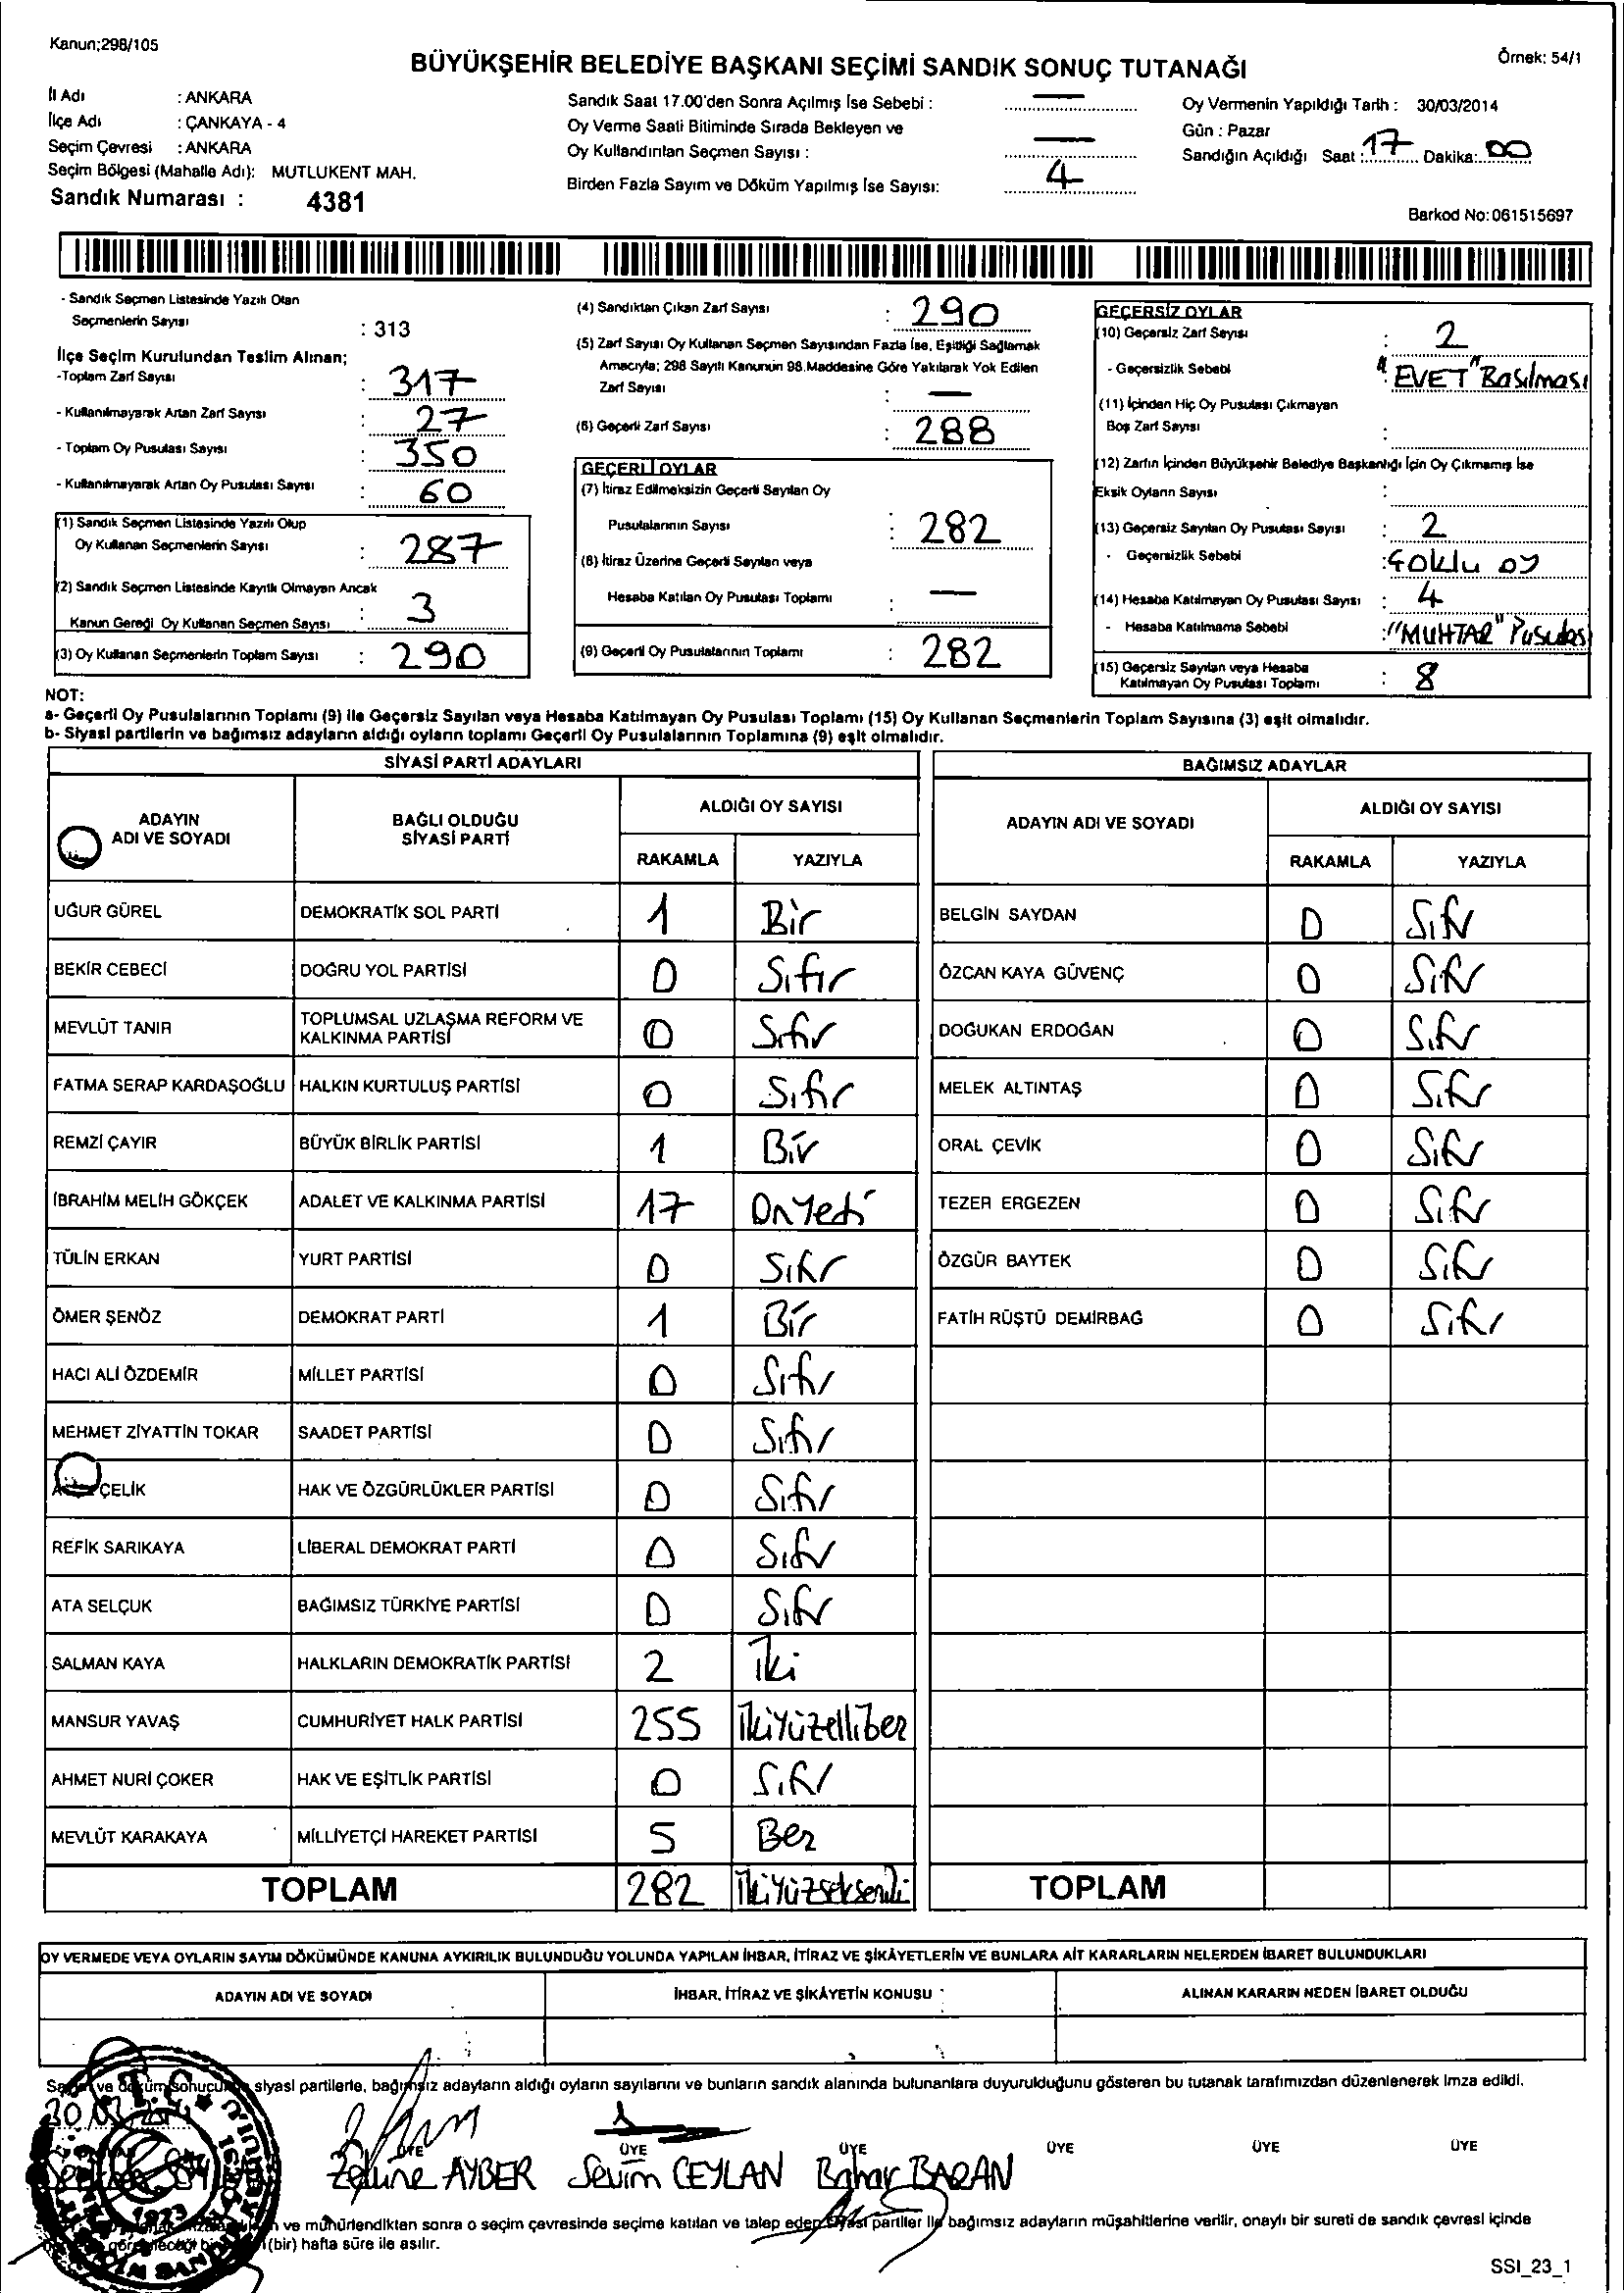 Kanun;298/105
BÜYÜKŞEHİR BELEDİYE BAŞKANI SEÇİMİ SANDIK SONUÇ TUTANAĞI
Örnek: 54/1
İl Adı : ANKARA
İlçe Adı : ÇANKAYA - 4
Seçim Çevresi : ANKARA
Seçim Bölgesi (Mahalle Adı): MUTLUKENT MAH.
Sandık Numarası : 4381
Sandık Saat 17.00'den Sonra Açılmış İse Sebebi : —
Oy Verme Saati Bitiminde Sırada Bekleyen ve
Oy Kullandırılan Seçmen Sayısı : —
Birden Fazla Sayım ve Döküm Yapılmış İse Sayısı: 4
Oy Vermenin Yapıldığı Tarih : 30/03/2014
Gün : Pazar
Sandığın Açıldığı Saat : 17 Dakika: 00
Barkod No: 061515697
- Sandık Seçmen Listesinde Yazılı Olan
Seçmenlerin Sayısı : 313
İlçe Seçim Kurulundan Teslim Alınan;
-Toplam Zarf Sayısı : 317
- Kullanılmayarak Artan Zarf Sayısı : 27
- Toplam Oy Pusulası Sayısı : 350
- Kullanılmayarak Artan Oy Pusulası Sayısı : 60
(1) Sandık Seçmen Listesinde Yazılı Olup
Oy Kullanan Seçmenlerin Sayısı : 287
(2) Sandık Seçmen Listesinde Kayıtlı Olmayan Ancak
Kanun Gereği Oy Kullanan Seçmen Sayısı : 3
(3) Oy Kullanan Seçmenlerin Toplam Sayısı : 290
(4) Sandıktan Çıkan Zarf Sayısı : 290
(5) Zarf Sayısı Oy Kullanan Seçmen Sayısından Fazla İse, Eşitliği Sağlamak
Amacıyla; 298 Sayılı Kanunun 98.Maddesine Göre Yakılarak Yok Edilen
Zarf Sayısı : —
(6) Geçerli Zarf Sayısı : 288
GEÇERLİ OYLAR
(7) İtiraz Edilmeksizin Geçerli Sayılan Oy
Pusulalarının Sayısı : 282
(8) İtiraz Üzerine Geçerli Sayılan veya
Hesaba Katılan Oy Pusulası Toplamı : —
(9) Geçerli Oy Pusulalarının Toplamı : 282
GEÇERSİZ OYLAR
(10) Geçersiz Zarf Sayısı : 2
- Geçersizlik Sebebi : "EVET" Basılması
(11) İçinden Hiç Oy Pusulası Çıkmayan
Boş Zarf Sayısı :
(12) Zarfın İçinden Büyükşehir Belediye Başkanlığı İçin Oy Çıkmamış İse
Eksik Oyların Sayısı :
(13) Geçersiz Sayılan Oy Pusulası Sayısı : 2
- Geçersizlik Sebebi : Çoklu oy
(14) Hesaba Katılmayan Oy Pusulası Sayısı : 4
- Hesaba Katılmama Sebebi : "MUHTAR" Pusulası
(15) Geçersiz Sayılan veya Hesaba
Katılmayan Oy Pusulası Toplamı : 8
NOT:
a- Geçerli Oy Pusulalarının Toplamı (9) ile Geçersiz Sayılan veya Hesaba Katılmayan Oy Pusulası Toplamı (15) Oy Kullanan Seçmenlerin Toplam Sayısına (3) eşit olmalıdır.
b- Siyasi partilerin ve bağımsız adayların aldığı oyların toplamı Geçerli Oy Pusulalarının Toplamına (9) eşit olmalıdır.
SİYASİ PARTİ ADAYLARI
ADAYIN ADI VE SOYADI BAĞLI OLDUĞU SİYASİ PARTİ ALDIĞI OY SAYISI
RAKAMLA YAZIYLA
UĞUR GÜREL DEMOKRATİK SOL PARTİ 1 Bir
BEKİR CEBECİ DOĞRU YOL PARTİSİ 0 Sıfır
MEVLÜT TANIR TOPLUMSAL UZLAŞMA REFORM VE KALKINMA PARTİSİ 0 Sıfır
FATMA SERAP KARDAŞOĞLU HALKIN KURTULUŞ PARTİSİ 0 Sıfır
REMZİ ÇAYIR BÜYÜK BİRLİK PARTİSİ 1 Bir
İBRAHİM MELİH GÖKÇEK ADALET VE KALKINMA PARTİSİ 17 Onyedi
TÜLİN ERKAN YURT PARTİSİ 0 Sıfır
ÖMER ŞENÖZ DEMOKRAT PARTİ 1 Bir
HACI ALİ ÖZDEMİR MİLLET PARTİSİ 0 Sıfır
MEHMET ZİYATTİN TOKAR SAADET PARTİSİ 0 Sıfır
ÇELİK HAK VE ÖZGÜRLÜKLER PARTİSİ 0 Sıfır
REFİK SARIKAYA LİBERAL DEMOKRAT PARTİ 0 Sıfır
ATA SELÇUK BAĞIMSIZ TÜRKİYE PARTİSİ 0 Sıfır
SALMAN KAYA HALKLARIN DEMOKRATİK PARTİSİ 2 İki
MANSUR YAVAŞ CUMHURİYET HALK PARTİSİ 255 İkiyüzellibeş
AHMET NURİ ÇOKER HAK VE EŞİTLİK PARTİSİ 0 Sıfır
MEVLÜT KARAKAYA MİLLİYETÇİ HAREKET PARTİSİ 5 Beş
TOPLAM 282 İkiyüzsekseniki
BAĞIMSIZ ADAYLAR
ADAYIN ADI VE SOYADI ALDIĞI OY SAYISI
RAKAMLA YAZIYLA
BELGİN SAYDAN 0 Sıfır
ÖZCAN KAYA GÜVENÇ 0 Sıfır
DOĞUKAN ERDOĞAN 0 Sıfır
MELEK ALTINTAŞ 0 Sıfır
ORAL ÇEVİK 0 Sıfır
TEZER ERGEZEN 0 Sıfır
ÖZGÜR BAYTEK 0 Sıfır
FATİH RÜŞTÜ DEMİRBAĞ 0 Sıfır
TOPLAM
OY VERMEDE VEYA OYLARIN SAYIM DÖKÜMÜNDE KANUNA AYKIRILIK BULUNDUĞU YOLUNDA YAPILAN İHBAR, İTİRAZ VE ŞİKÂYETLERİN VE BUNLARA AİT KARARLARIN NELERDEN İBARET BULUNDUKLARI
ADAYIN ADI VE SOYADI İHBAR, İTİRAZ VE ŞİKÂYETİN KONUSU ALINAN KARARIN NEDEN İBARET OLDUĞU
siyasi partilerle, bağımsız adayların aldığı oyların sayılarını ve bunların sandık alanında bulunanlara duyurulduğunu gösteren bu tutanak tarafımızdan düzenlenerek imza edildi.
ÜYE ÜYE ÜYE ÜYE ÜYE ÜYE
AYBER Sevim CEYLAN Bahar BARAN
ve mühürlendikten sonra o seçim çevresinde seçime katılan ve talep eden siyasi partiler ile bağımsız adayların müşahitlerine verilir, onaylı bir sureti de sandık çevresi içinde
(bir) hafta süre ile asılır.
T.C.
1923
SSI_23_1